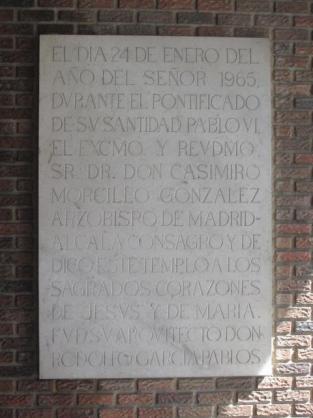 EL DIA 24 DE ENERO DEL
AÑO DEL SEÑOR 1965,
DVRANTE EL PONTIFICADO
DE SV SANTIDAD PABLO VI,
EL EXCMO. Y REVDMO.
SR. DR. DON CASIMIRO
MORCILLO GONZALEZ
ARZOBISPO DE MADRID-
ALCALA CONSAGRO Y DE
DICO ESTE TEMPLO A LOS
SAGRADOS CORAZONES
DE JESVS Y DE MARIA.
FVE SV ARQVITECTO DON
RODOLFO GARCIA PABLOS